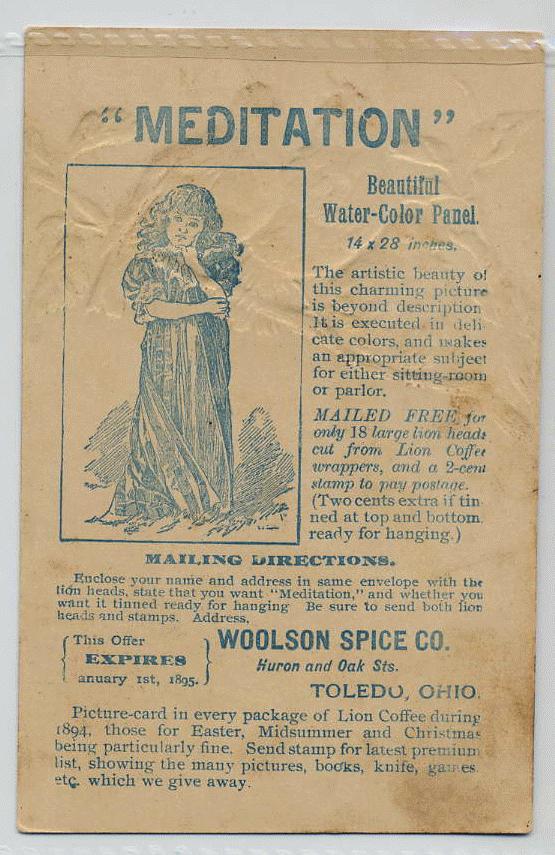 "MEDITATION"
Beautiful
Water-Color Panel.
14 x 28 inches.
The artistic beauty of
this charming picture
is beyond description
It is executed in deli-
cate colors, and makes
an appropriate subject
for either sitting-room
or parlor.
MAILED FREE for
only 18 large lion heads
cut from Lion Coffee
wrappers, and a 2-cent
stamp to pay postage.
(Two cents extra if tin-
ned at top and bottom,
ready for hanging.)
MAILING DIRECTIONS.
Enclose your name and address in same envelope with the
lion heads, state that you want "Meditation," and whether you
want it tinned ready for hanging Be sure to send both lion
heads and stamps. Address,
{ This Offer
EXPIRES
anuary 1st, 1895. }
WOOLSON SPICE CO.
Huron and Oak Sts.
TOLEDO, OHIO.
Picture-card in every package of Lion Coffee during
1894, those for Easter, Midsummer and Christmas
being particularly fine. Send stamp for latest premium
list, showing the many pictures, books, knife, games
etc. which we give away.